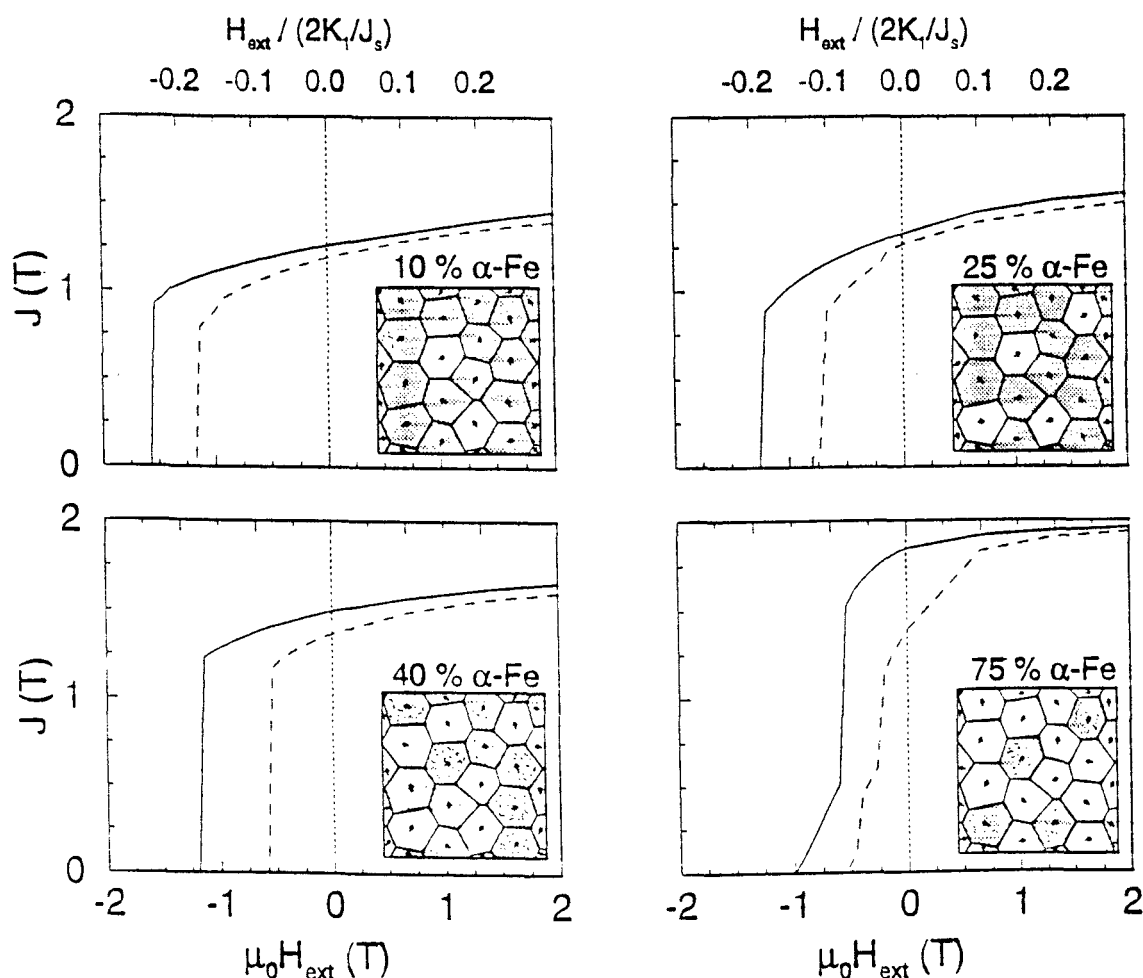 H_ext / (2K_1/J_s) H_ext / (2K_1/J_s)
-0.2 -0.1 0.0 0.1 0.2 -0.2 -0.1 0.0 0.1 0.2
2
10 % α-Fe 25 % α-Fe
1
J (T)
0
2
40 % α-Fe 75 % α-Fe
1
J (T)
0
-2 -1 0 1 2 -2 -1 0 1 2
μ_0H_ext (T) μ_0H_ext (T)